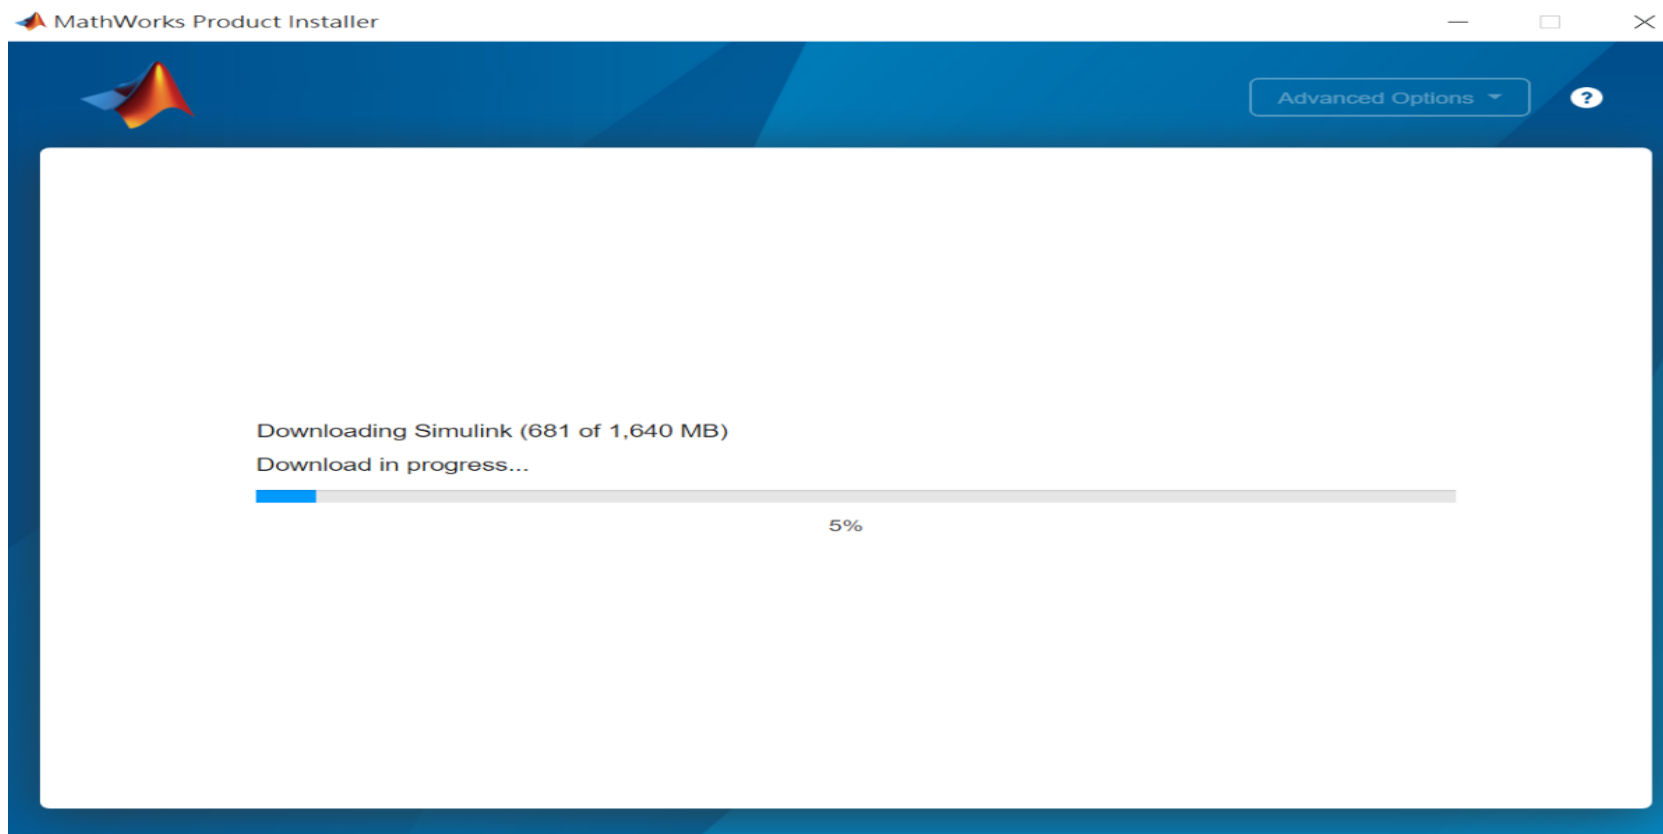 MathWorks Product Installer
Advanced Options
?
Downloading Simulink (681 of 1,640 MB)
Download in progress...
5%